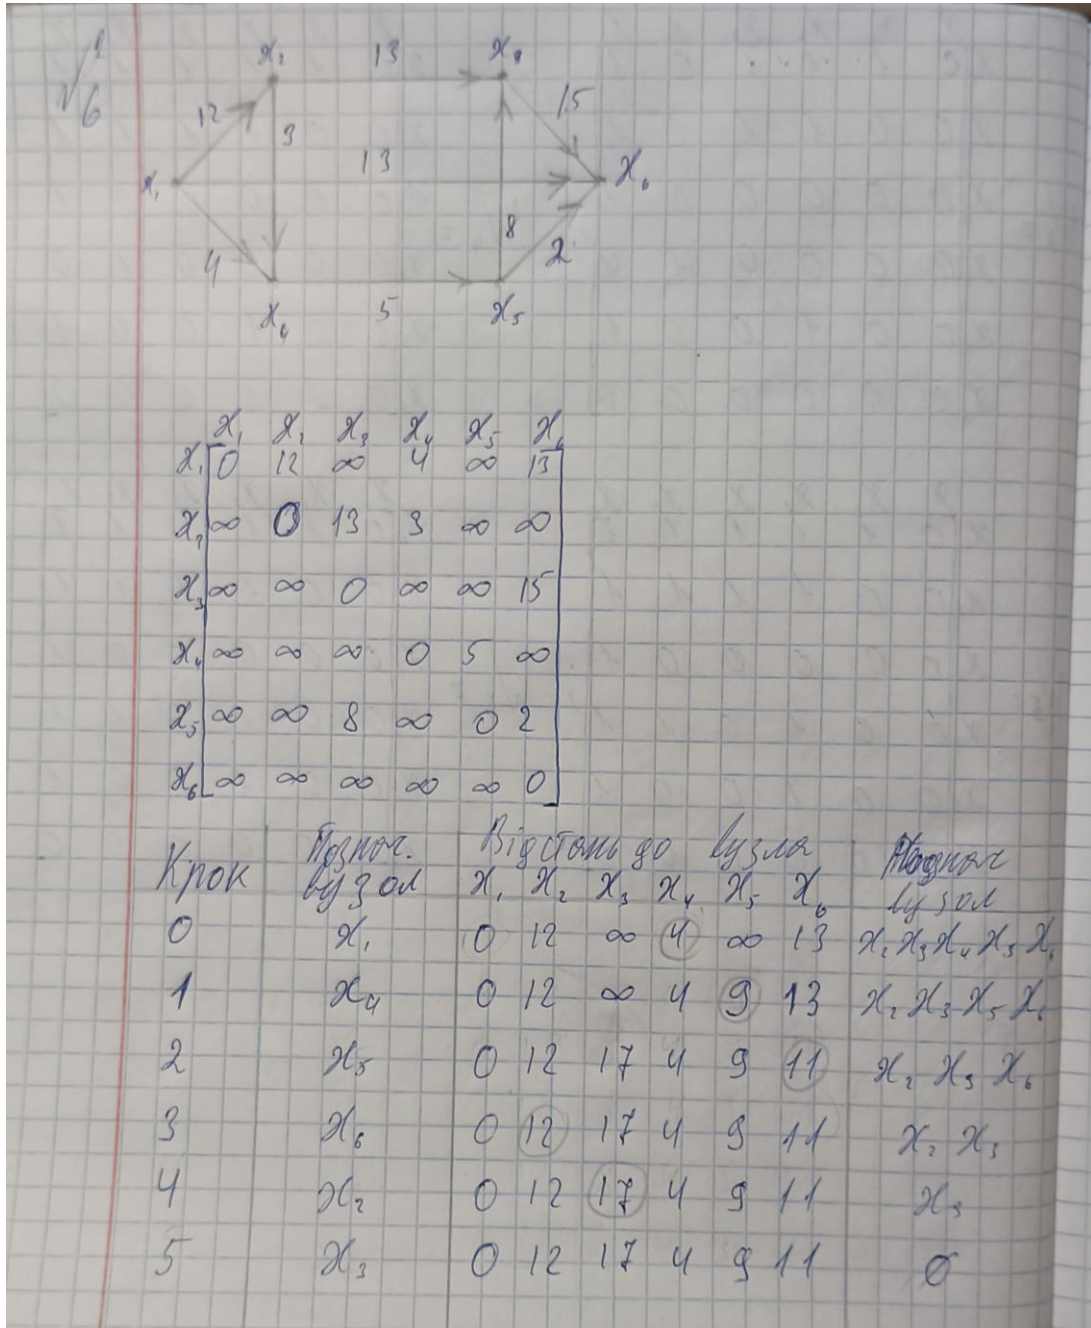 √ 1/6
x₂ 13 x₃
12 3 15
x₁ 13 x₆
4 8 2
x₄ 5 x₅
x₁ x₂ x₃ x₄ x₅ x₆
x₁ 0 12 ∞ 4 ∞ 13
x₂ ∞ 0 13 3 ∞ ∞
x₃ ∞ ∞ 0 ∞ ∞ 15
x₄ ∞ ∞ ∞ 0 5 ∞
x₅ ∞ ∞ 8 ∞ 0 2
x₆ ∞ ∞ ∞ ∞ ∞ 0
Крок Познач. вузол Відстань до вузла вузол
x₁ x₂ x₃ x₄ x₅ x₆
0 x₁ 0 12 ∞ 4 ∞ 13 x₂ x₃ x₄ x₅ x₆
1 x₄ 0 12 ∞ 4 9 13 x₂ x₃ x₅ x₆
2 x₅ 0 12 17 4 9 11 x₂ x₃ x₆
3 x₆ 0 12 17 4 9 11 x₂ x₃
4 x₂ 0 12 17 4 9 11 x₃
5 x₃ 0 12 17 4 9 11 ∅